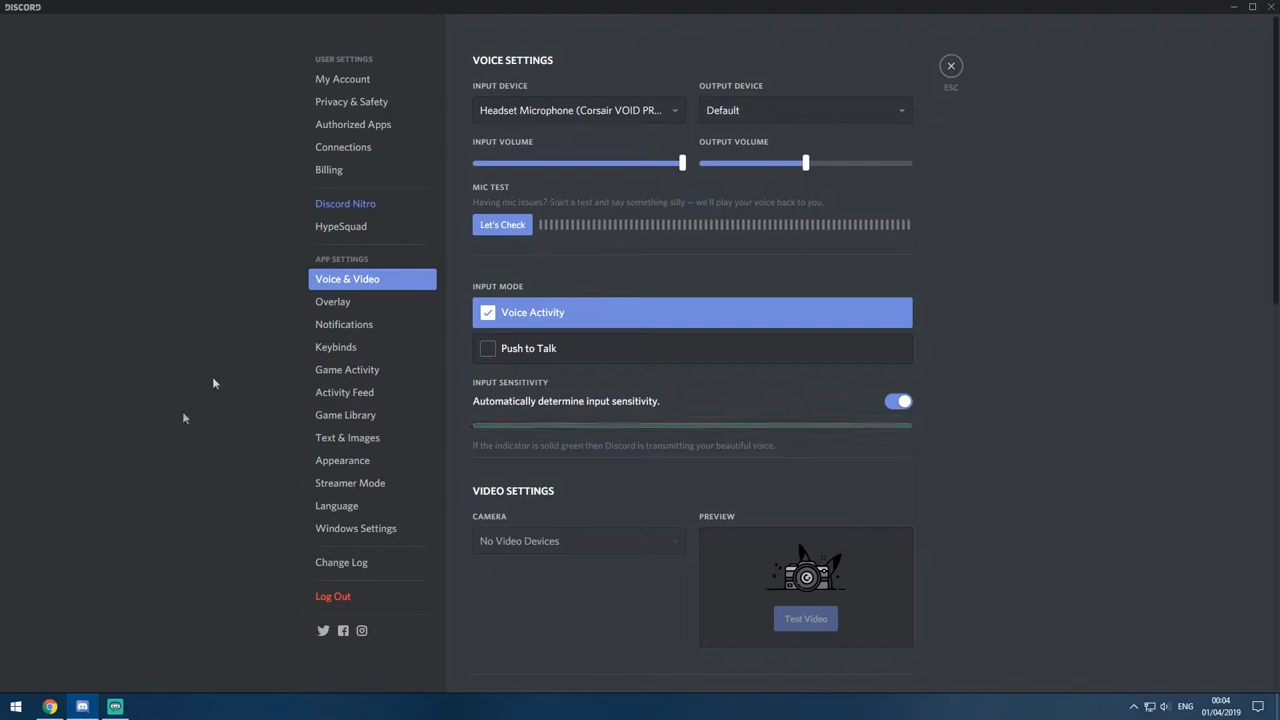 DISCORD
USER SETTINGS
My Account
Privacy & Safety
Authorized Apps
Connections
Billing
Discord Nitro
HypeSquad
APP SETTINGS
Voice & Video
Overlay
Notifications
Keybinds
Game Activity
Activity Feed
Game Library
Text & Images
Appearance
Streamer Mode
Language
Windows Settings
Change Log
Log Out
VOICE SETTINGS
INPUT DEVICE
Headset Microphone (Corsair VOID PR...
OUTPUT DEVICE
Default
INPUT VOLUME
OUTPUT VOLUME
MIC TEST
Having mic issues? Start a test and say something silly – we'll play your voice back to you.
Let's Check
INPUT MODE
Voice Activity
Push to Talk
INPUT SENSITIVITY
Automatically determine input sensitivity.
If the indicator is solid green then Discord is transmitting your beautiful voice.
VIDEO SETTINGS
CAMERA
No Video Devices
PREVIEW
Test Video
ESC
ENG
00:04
01/04/2019